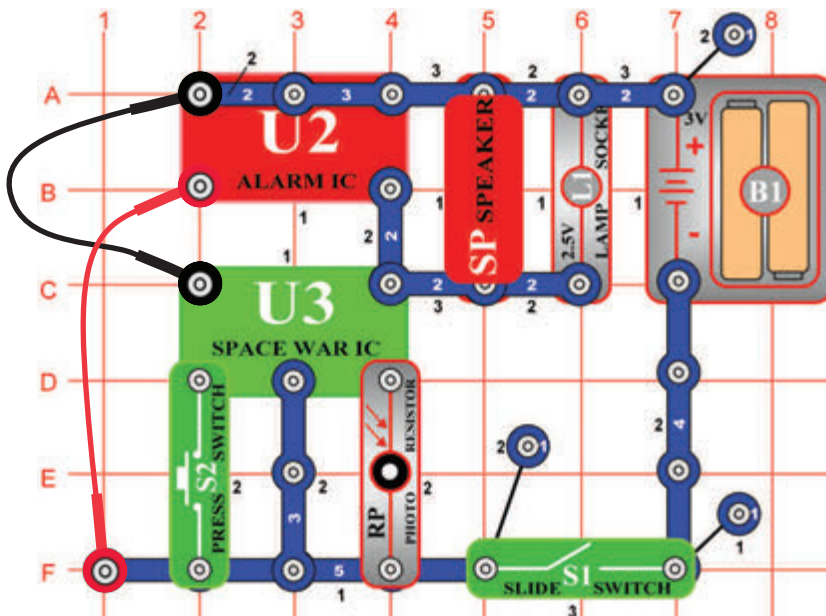 1 2 3 4 5 6 7 8
2 1
2 3 2 3
A 2 3 2 2 3V
U2 SPEAKER SOCKET +
B ALARM IC 1 2 2 1 SP 1 L1 LAMP 2.5V 1 B1
1 -
C 2 2
U3 3 2
SPACE WAR IC
D
SWITCH RESISTOR 2 4
2 1
E S2 2 2 2
PRESS 3 RP PHOTO 1
1
F 5 S1
1 SLIDE SWITCH
3